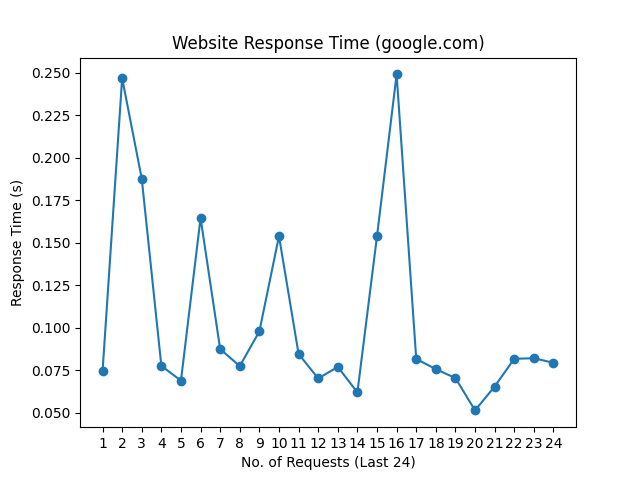 Website Response Time (google.com)
0.250
0.225
0.200
0.175
0.150
0.125
0.100
0.075
0.050
Response Time (s)
1 2 3 4 5 6 7 8 9 10 11 12 13 14 15 16 17 18 19 20 21 22 23 24
No. of Requests (Last 24)